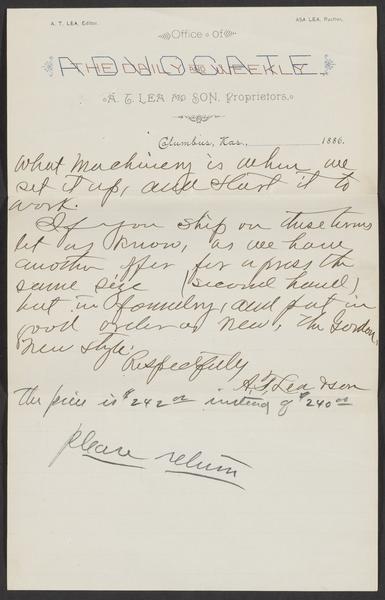 A. T. LEA, Editor. ASA LEA, Pusher.
Office Of
THE DAILY AND WEEKLY
ADVOCATE.
A. T. LEA AND SON, Proprietors.
Columbus, Kas., 1886.
What Machinery is when we
set it up, and start it to
work.
If you ship on these terms
let us know, as we have
another offer for a press the
same size (second hand)
but in foundry, and put in
good order as new, the Gordon,
New Style.
Respectfully
A. T. Lea & son
The price is $242 00 instead of $240 00
please return